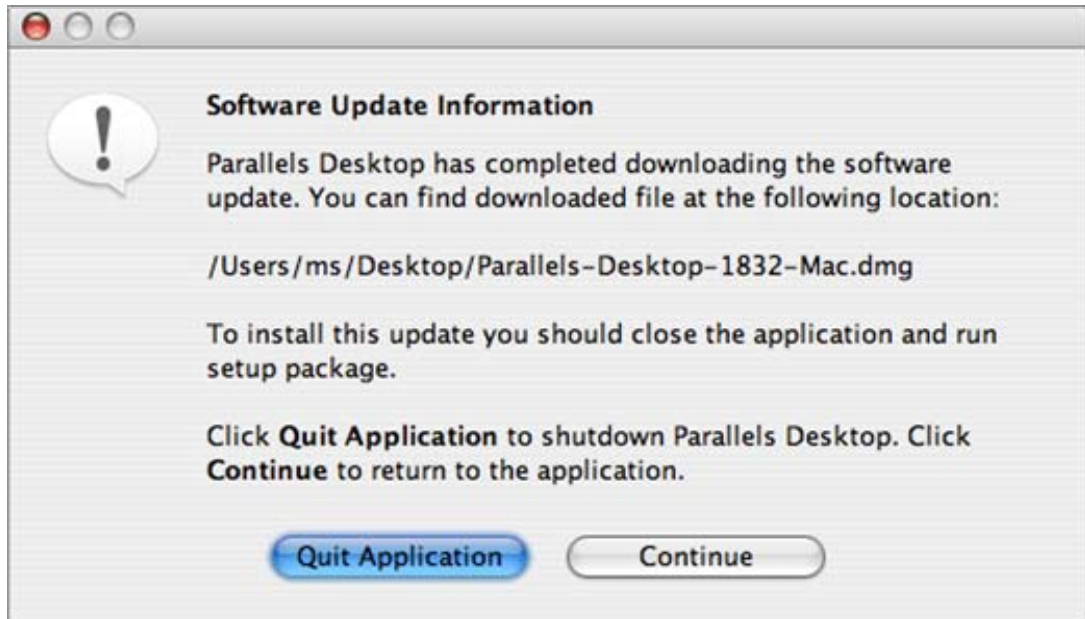 Software Update Information
Parallels Desktop has completed downloading the software
update. You can find downloaded file at the following location:
/Users/ms/Desktop/Parallels-Desktop-1832-Mac.dmg
To install this update you should close the application and run
setup package.
Click Quit Application to shutdown Parallels Desktop. Click
Continue to return to the application.
Quit Application Continue